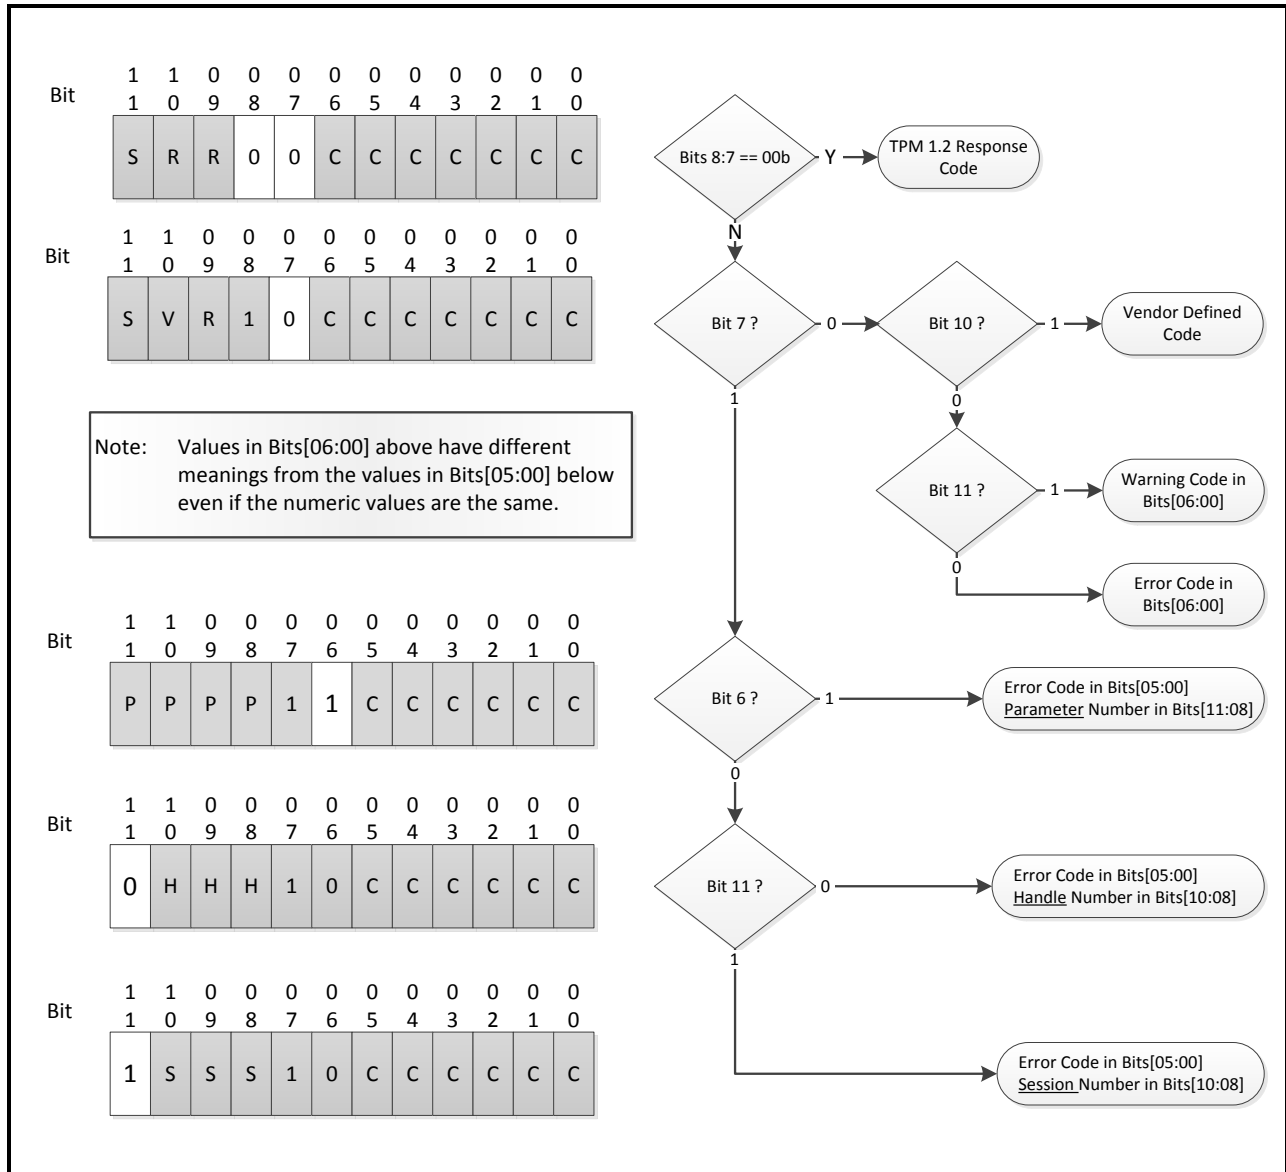 1 1 0 0 0 0 0 0 0 0 0 0
Bit
1 0 9 8 7 6 5 4 3 2 1 0
S R R 0 0 C C C C C C C
1 1 0 0 0 0 0 0 0 0 0 0
Bit
1 0 9 8 7 6 5 4 3 2 1 0
S V R 1 0 C C C C C C C
Note: Values in Bits[06:00] above have different
meanings from the values in Bits[05:00] below
even if the numeric values are the same.
1 1 0 0 0 0 0 0 0 0 0 0
Bit
1 0 9 8 7 6 5 4 3 2 1 0
P P P P 1 1 C C C C C C
1 1 0 0 0 0 0 0 0 0 0 0
Bit
1 0 9 8 7 6 5 4 3 2 1 0
0 H H H 1 0 C C C C C C
1 1 0 0 0 0 0 0 0 0 0 0
Bit
1 0 9 8 7 6 5 4 3 2 1 0
1 S S S 1 0 C C C C C C
Bits 8:7 == 00b
Y
TPM 1.2 Response
Code
N
Bit 7 ?
0
Bit 10 ?
1
Vendor Defined
Code
1
0
Bit 11 ?
1
Warning Code in
Bits[06:00]
0
Error Code in
Bits[06:00]
Bit 6 ?
1
Error Code in Bits[05:00]
Parameter Number in Bits[11:08]
0
Bit 11 ?
0
Error Code in Bits[05:00]
Handle Number in Bits[10:08]
1
Error Code in Bits[05:00]
Session Number in Bits[10:08]